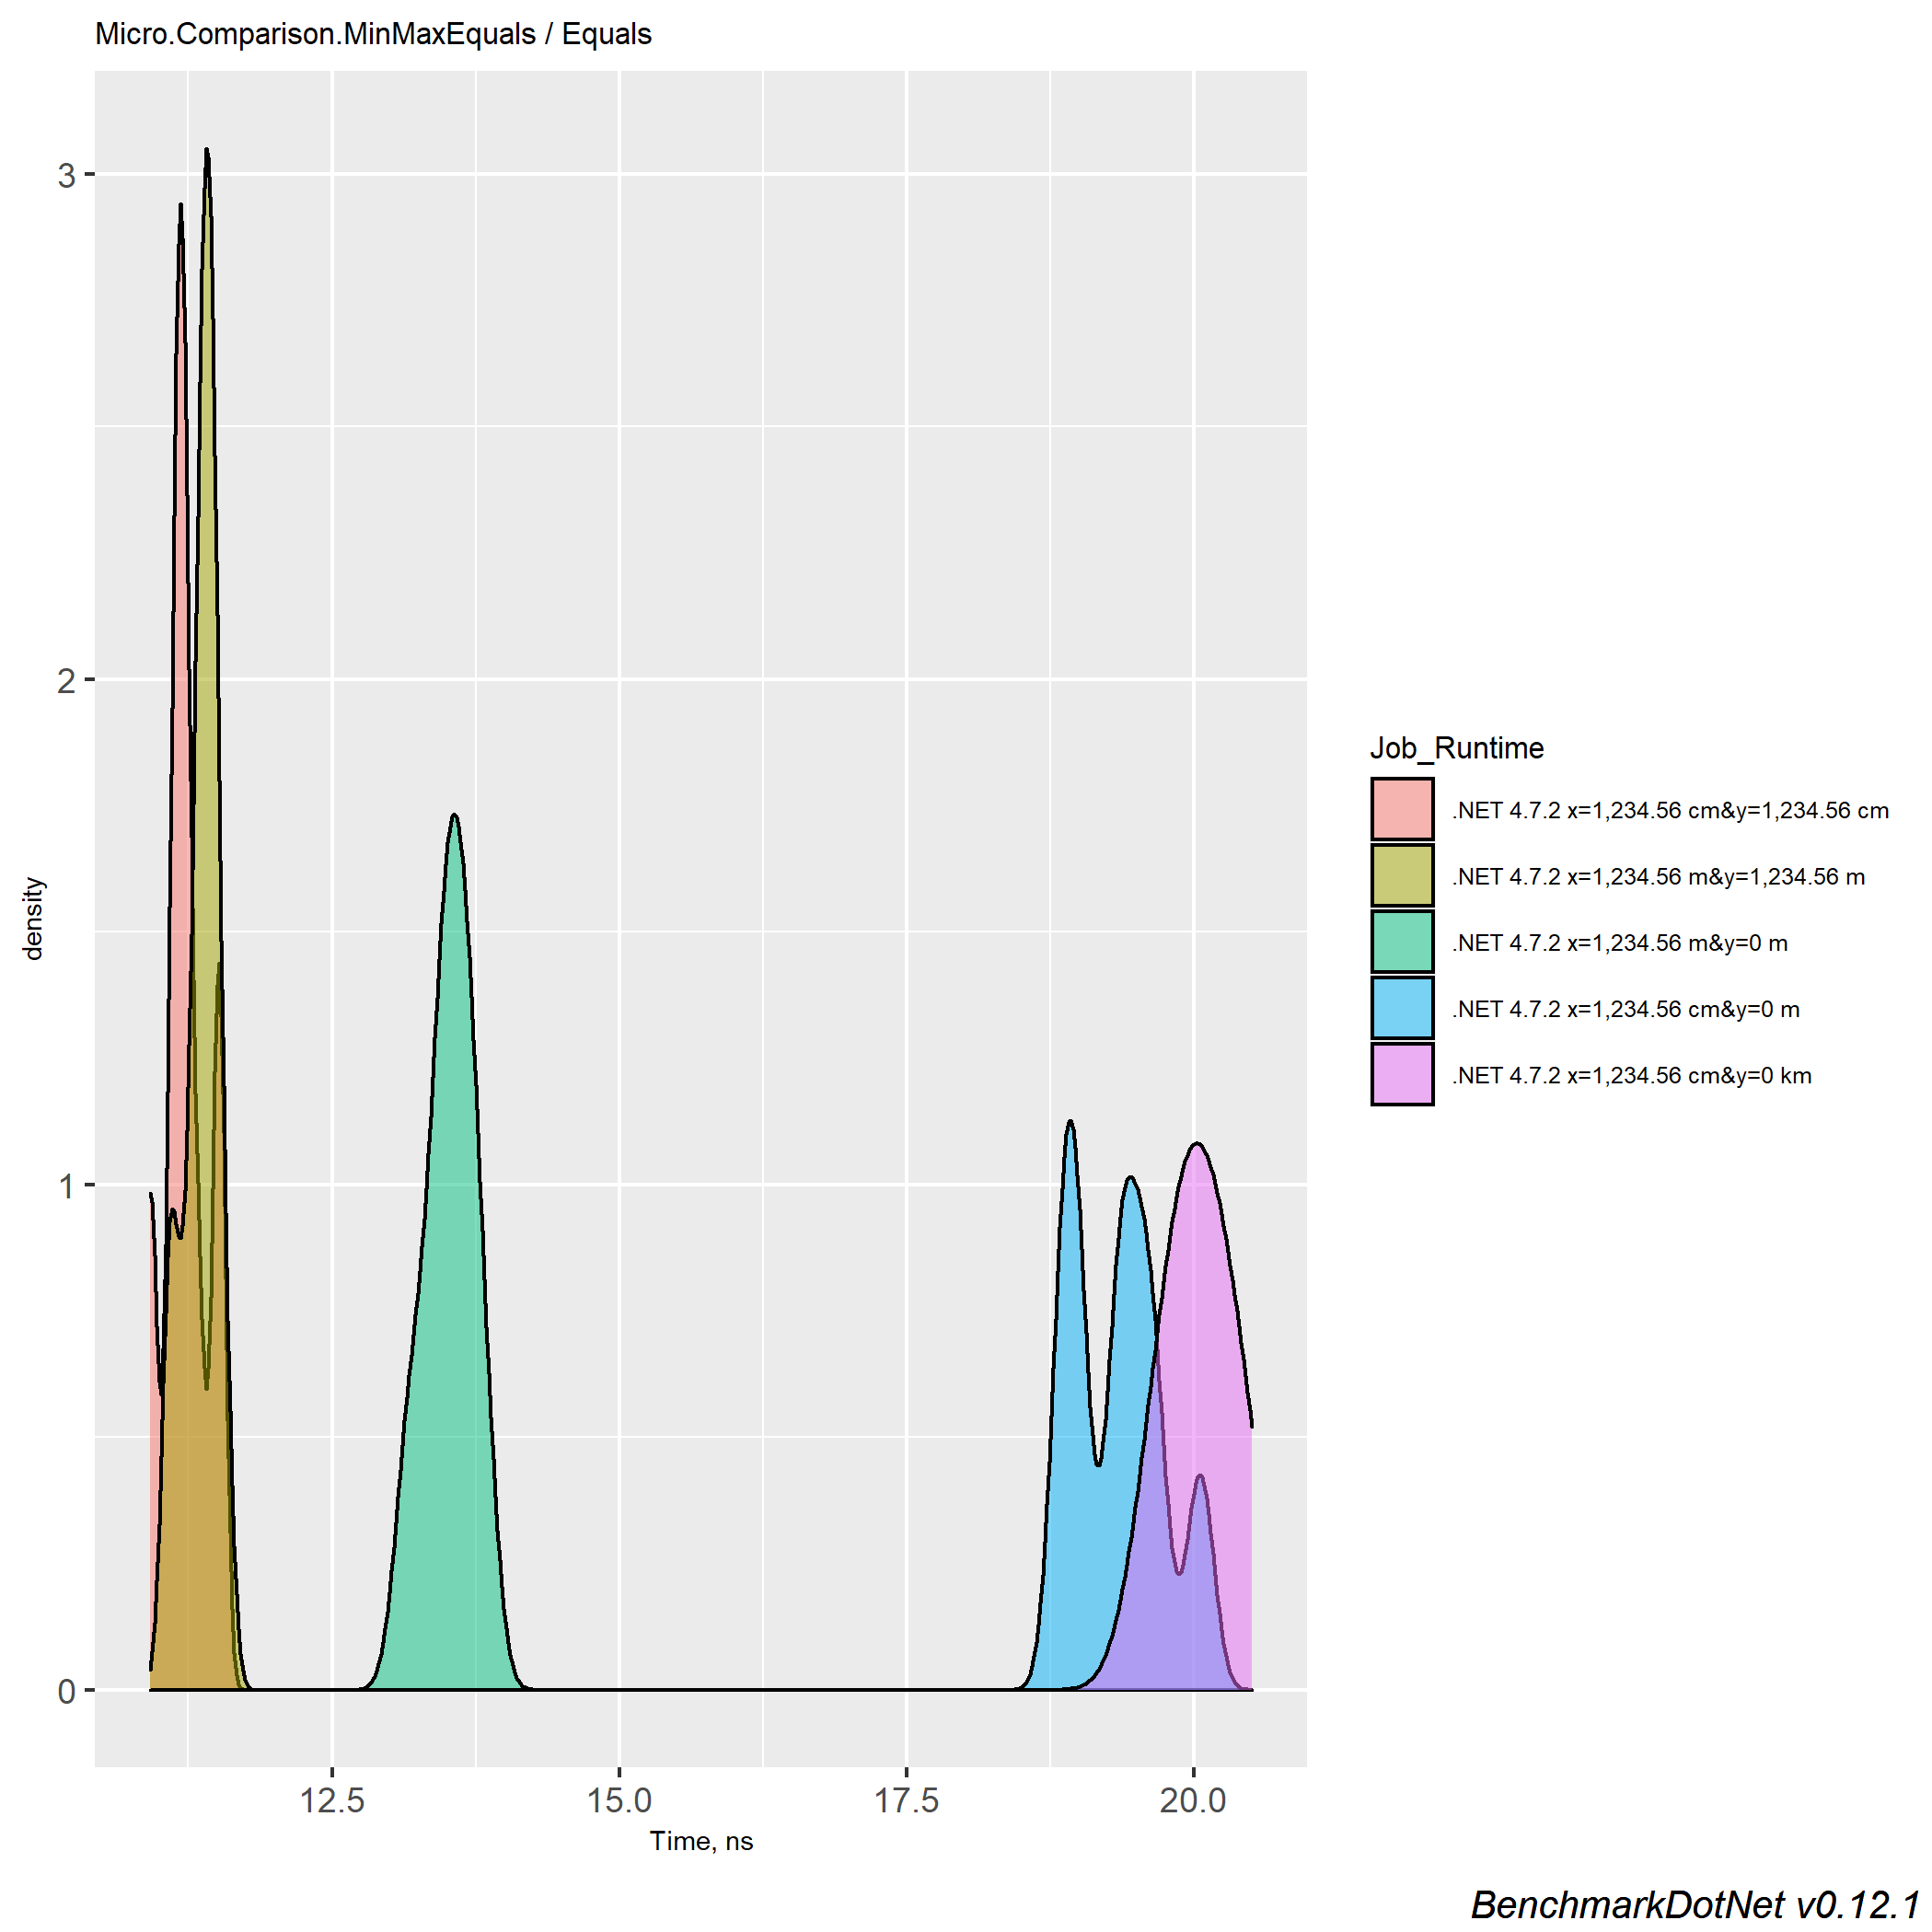 Micro.Comparison.MinMaxEquals / Equals
3
2
1
0
density
12.5 15.0 17.5 20.0
Time, ns
Job_Runtime
.NET 4.7.2 x=1,234.56 cm&y=1,234.56 cm
.NET 4.7.2 x=1,234.56 m&y=1,234.56 m
.NET 4.7.2 x=1,234.56 m&y=0 m
.NET 4.7.2 x=1,234.56 cm&y=0 m
.NET 4.7.2 x=1,234.56 cm&y=0 km
BenchmarkDotNet v0.12.1